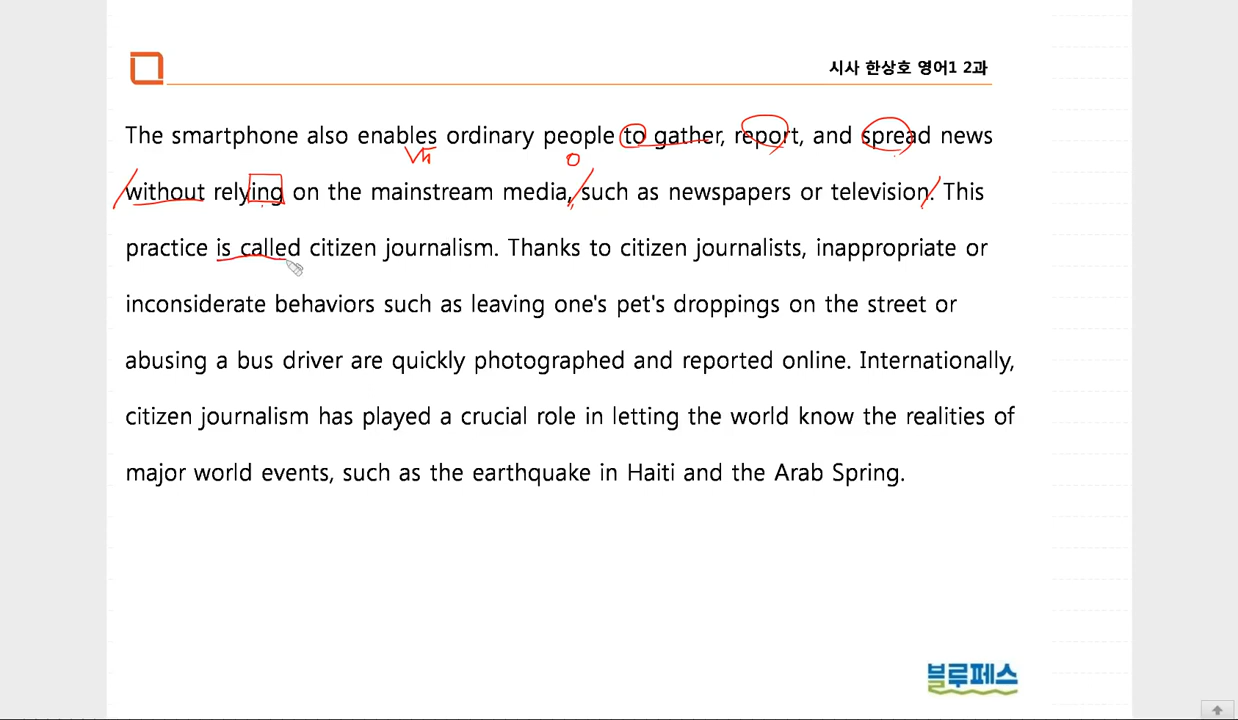 시사 한상호 영어1 2과
The smartphone also enables ordinary people to gather, report, and spread news
without relying on the mainstream media, such as newspapers or television. This
practice is called citizen journalism. Thanks to citizen journalists, inappropriate or
inconsiderate behaviors such as leaving one's pet's droppings on the street or
abusing a bus driver are quickly photographed and reported online. Internationally,
citizen journalism has played a crucial role in letting the world know the realities of
major world events, such as the earthquake in Haiti and the Arab Spring.
블루페스